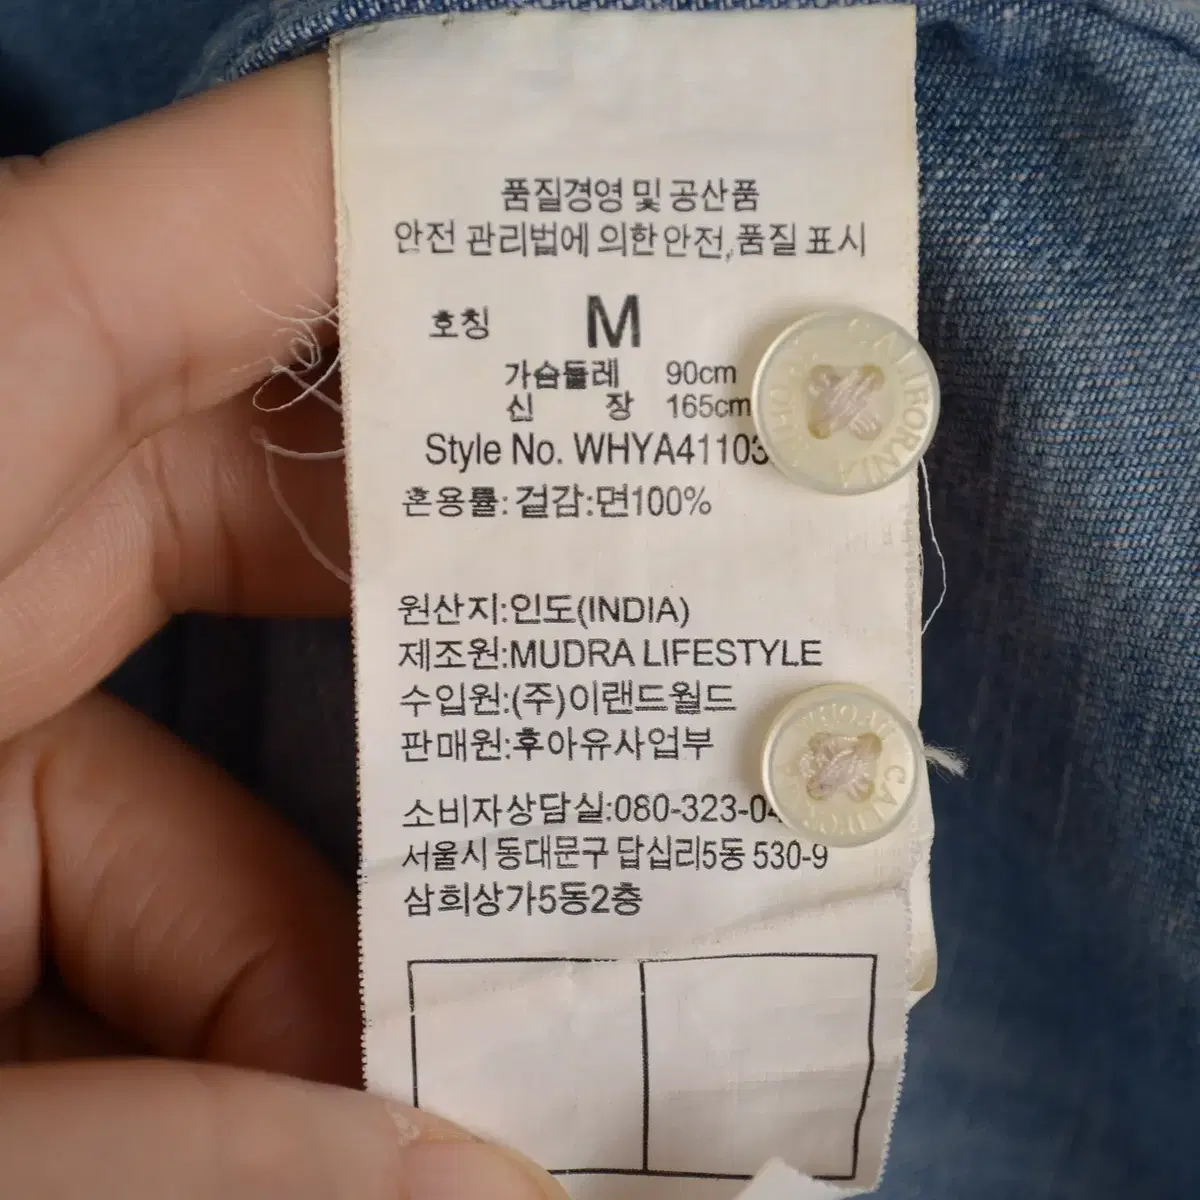 품질경영 및 공산품
안전 관리법에 의한 안전,품질 표시
호칭 M
가슴둘레 90cm
신 장 165cm
Style No. WHYA41103
혼용률: 겉감:면100%
원산지:인도(INDIA)
제조원:MUDRA LIFESTYLE
수입원:(주)이랜드월드
판매원:후아유사업부
소비자상담실:080-323-04
서울시 동대문구 답십리5동 530-9
삼희상가5동2층
CALIFORNIA